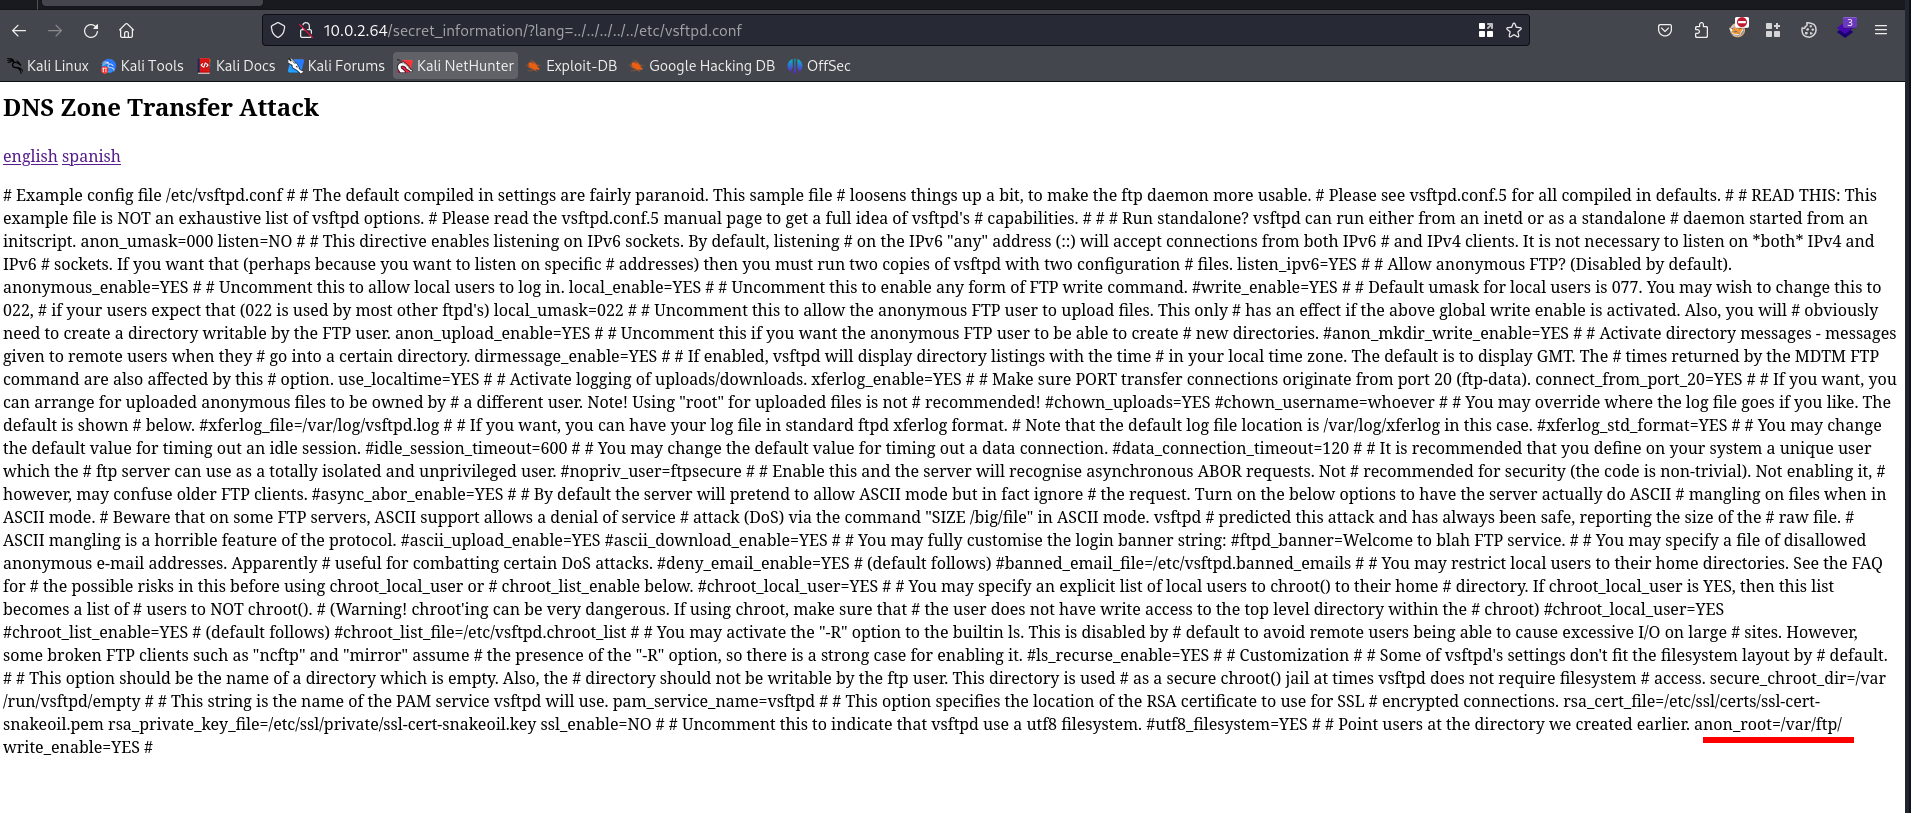 10.0.2.64/secret_information/?lang=../../../../../etc/vsftpd.conf
3
Kali Linux Kali Tools Kali Docs Kali Forums Kali NetHunter Exploit-DB Google Hacking DB OffSec
DNS Zone Transfer Attack
english spanish
# Example config file /etc/vsftpd.conf # # The default compiled in settings are fairly paranoid. This sample file # loosens things up a bit, to make the ftp daemon more usable. # Please see vsftpd.conf.5 for all compiled in defaults. # # READ THIS: This
example file is NOT an exhaustive list of vsftpd options. # Please read the vsftpd.conf.5 manual page to get a full idea of vsftpd's # capabilities. # # # Run standalone? vsftpd can run either from an inetd or as a standalone # daemon started from an
initscript. anon_umask=000 listen=NO # # This directive enables listening on IPv6 sockets. By default, listening # on the IPv6 "any" address (::) will accept connections from both IPv6 # and IPv4 clients. It is not necessary to listen on *both* IPv4 and
IPv6 # sockets. If you want that (perhaps because you want to listen on specific # addresses) then you must run two copies of vsftpd with two configuration # files. listen_ipv6=YES # # Allow anonymous FTP? (Disabled by default).
anonymous_enable=YES # # Uncomment this to allow local users to log in. local_enable=YES # # Uncomment this to enable any form of FTP write command. #write_enable=YES # # Default umask for local users is 077. You may wish to change this to
022, # if your users expect that (022 is used by most other ftpd's) local_umask=022 # # Uncomment this to allow the anonymous FTP user to upload files. This only # has an effect if the above global write enable is activated. Also, you will # obviously
need to create a directory writable by the FTP user. anon_upload_enable=YES # # Uncomment this if you want the anonymous FTP user to be able to create # new directories. #anon_mkdir_write_enable=YES # # Activate directory messages - messages
given to remote users when they # go into a certain directory. dirmessage_enable=YES # # If enabled, vsftpd will display directory listings with the time # in your local time zone. The default is to display GMT. The # times returned by the MDTM FTP
command are also affected by this # option. use_localtime=YES # # Activate logging of uploads/downloads. xferlog_enable=YES # # Make sure PORT transfer connections originate from port 20 (ftp-data). connect_from_port_20=YES # # If you want, you
can arrange for uploaded anonymous files to be owned by # a different user. Note! Using "root" for uploaded files is not # recommended! #chown_uploads=YES #chown_username=whoever # # You may override where the log file goes if you like. The
default is shown # below. #xferlog_file=/var/log/vsftpd.log # # If you want, you can have your log file in standard ftpd xferlog format. # Note that the default log file location is /var/log/xferlog in this case. #xferlog_std_format=YES # # You may change
the default value for timing out an idle session. #idle_session_timeout=600 # # You may change the default value for timing out a data connection. #data_connection_timeout=120 # # It is recommended that you define on your system a unique user
which the # ftp server can use as a totally isolated and unprivileged user. #nopriv_user=ftpsecure # # Enable this and the server will recognise asynchronous ABOR requests. Not # recommended for security (the code is non-trivial). Not enabling it, #
however, may confuse older FTP clients. #async_abor_enable=YES # # By default the server will pretend to allow ASCII mode but in fact ignore # the request. Turn on the below options to have the server actually do ASCII # mangling on files when in
ASCII mode. # Beware that on some FTP servers, ASCII support allows a denial of service # attack (DoS) via the command "SIZE /big/file" in ASCII mode. vsftpd # predicted this attack and has always been safe, reporting the size of the # raw file. #
ASCII mangling is a horrible feature of the protocol. #ascii_upload_enable=YES #ascii_download_enable=YES # # You may fully customise the login banner string: #ftpd_banner=Welcome to blah FTP service. # # You may specify a file of disallowed
anonymous e-mail addresses. Apparently # useful for combatting certain DoS attacks. #deny_email_enable=YES # (default follows) #banned_email_file=/etc/vsftpd.banned_emails # # You may restrict local users to their home directories. See the FAQ
for # the possible risks in this before using chroot_local_user or # chroot_list_enable below. #chroot_local_user=YES # # You may specify an explicit list of local users to chroot() to their home # directory. If chroot_local_user is YES, then this list
becomes a list of # users to NOT chroot(). # (Warning! chroot'ing can be very dangerous. If using chroot, make sure that # the user does not have write access to the top level directory within the # chroot) #chroot_local_user=YES
#chroot_list_enable=YES # (default follows) #chroot_list_file=/etc/vsftpd.chroot_list # # You may activate the "-R" option to the builtin ls. This is disabled by # default to avoid remote users being able to cause excessive I/O on large # sites. However,
some broken FTP clients such as "ncftp" and "mirror" assume # the presence of the "-R" option, so there is a strong case for enabling it. #ls_recurse_enable=YES # # Customization # # Some of vsftpd's settings don't fit the filesystem layout by # default.
# # This option should be the name of a directory which is empty. Also, the # directory should not be writable by the ftp user. This directory is used # as a secure chroot() jail at times vsftpd does not require filesystem # access. secure_chroot_dir=/var
/run/vsftpd/empty # # This string is the name of the PAM service vsftpd will use. pam_service_name=vsftpd # # This option specifies the location of the RSA certificate to use for SSL # encrypted connections. rsa_cert_file=/etc/ssl/certs/ssl-cert-
snakeoil.pem rsa_private_key_file=/etc/ssl/private/ssl-cert-snakeoil.key ssl_enable=NO # # Uncomment this to indicate that vsftpd use a utf8 filesystem. #utf8_filesystem=YES # # Point users at the directory we created earlier. anon_root=/var/ftp/
write_enable=YES #